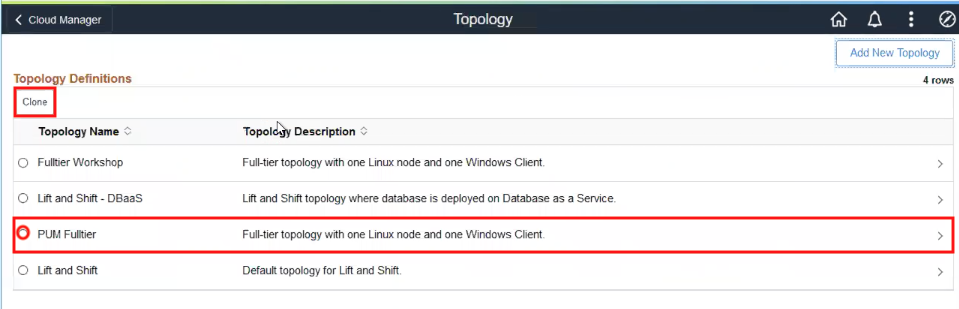 Cloud Manager Topology
Add New Topology
Topology Definitions 4 rows
Clone
Topology Name Topology Description
Fulltier Workshop Full-tier topology with one Linux node and one Windows Client.
Lift and Shift - DBaaS Lift and Shift topology where database is deployed on Database as a Service.
PUM Fulltier Full-tier topology with one Linux node and one Windows Client.
Lift and Shift Default topology for Lift and Shift.